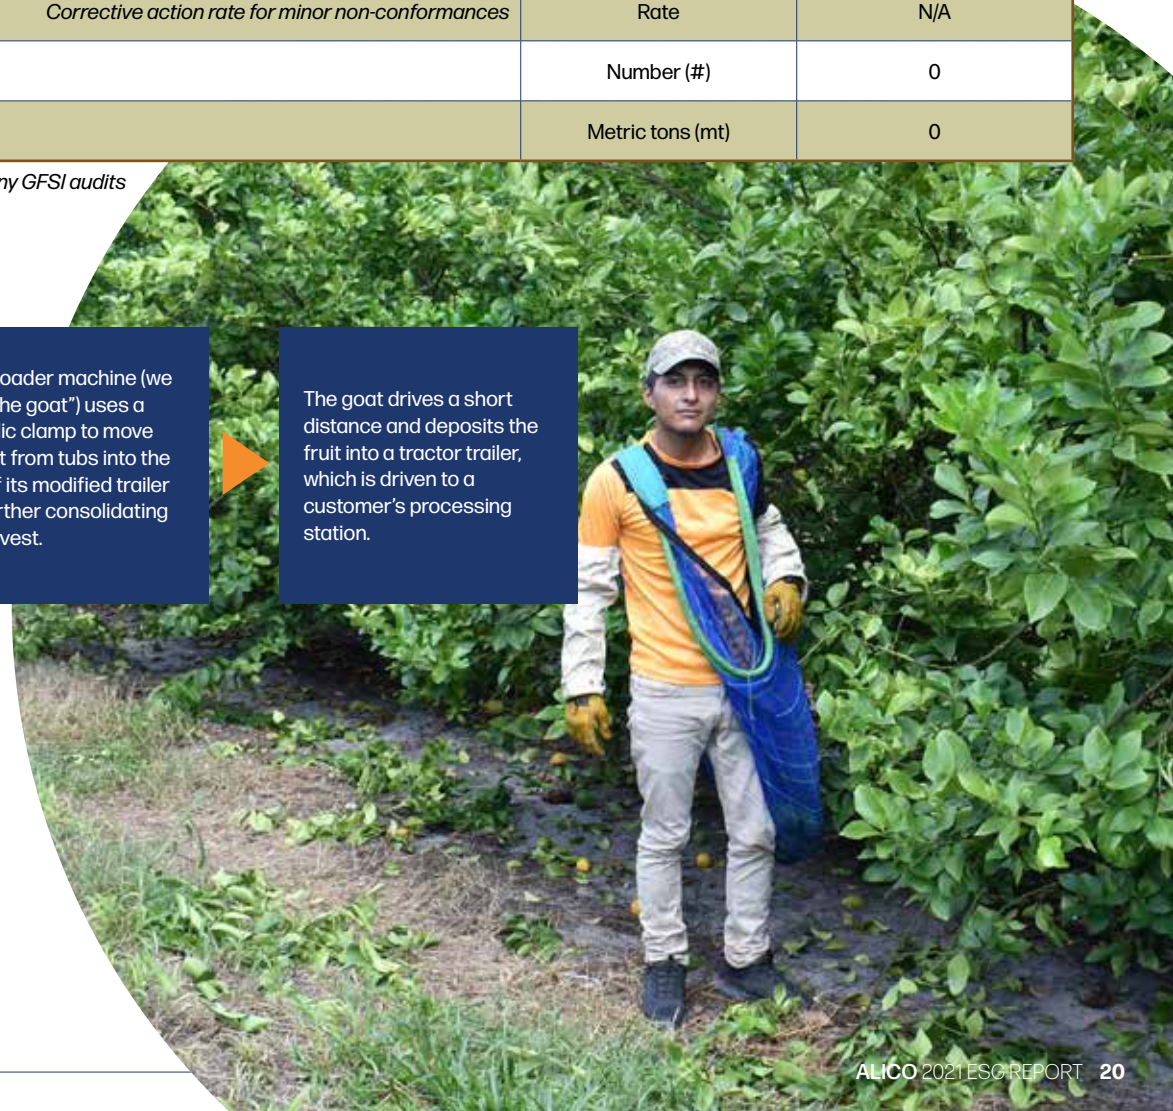 Corrective action rate for minor non-conformances Rate N/A
Number (#) 0
Metric tons (mt) 0
ny GFSI audits
oader machine (we
he goat”) uses a
lic clamp to move
t from tubs into the
f its modified trailer
rther consolidating
vest.
The goat drives a short
distance and deposits the
fruit into a tractor trailer,
which is driven to a
customer’s processing
station.
ALICO 2021 ESG REPORT 20